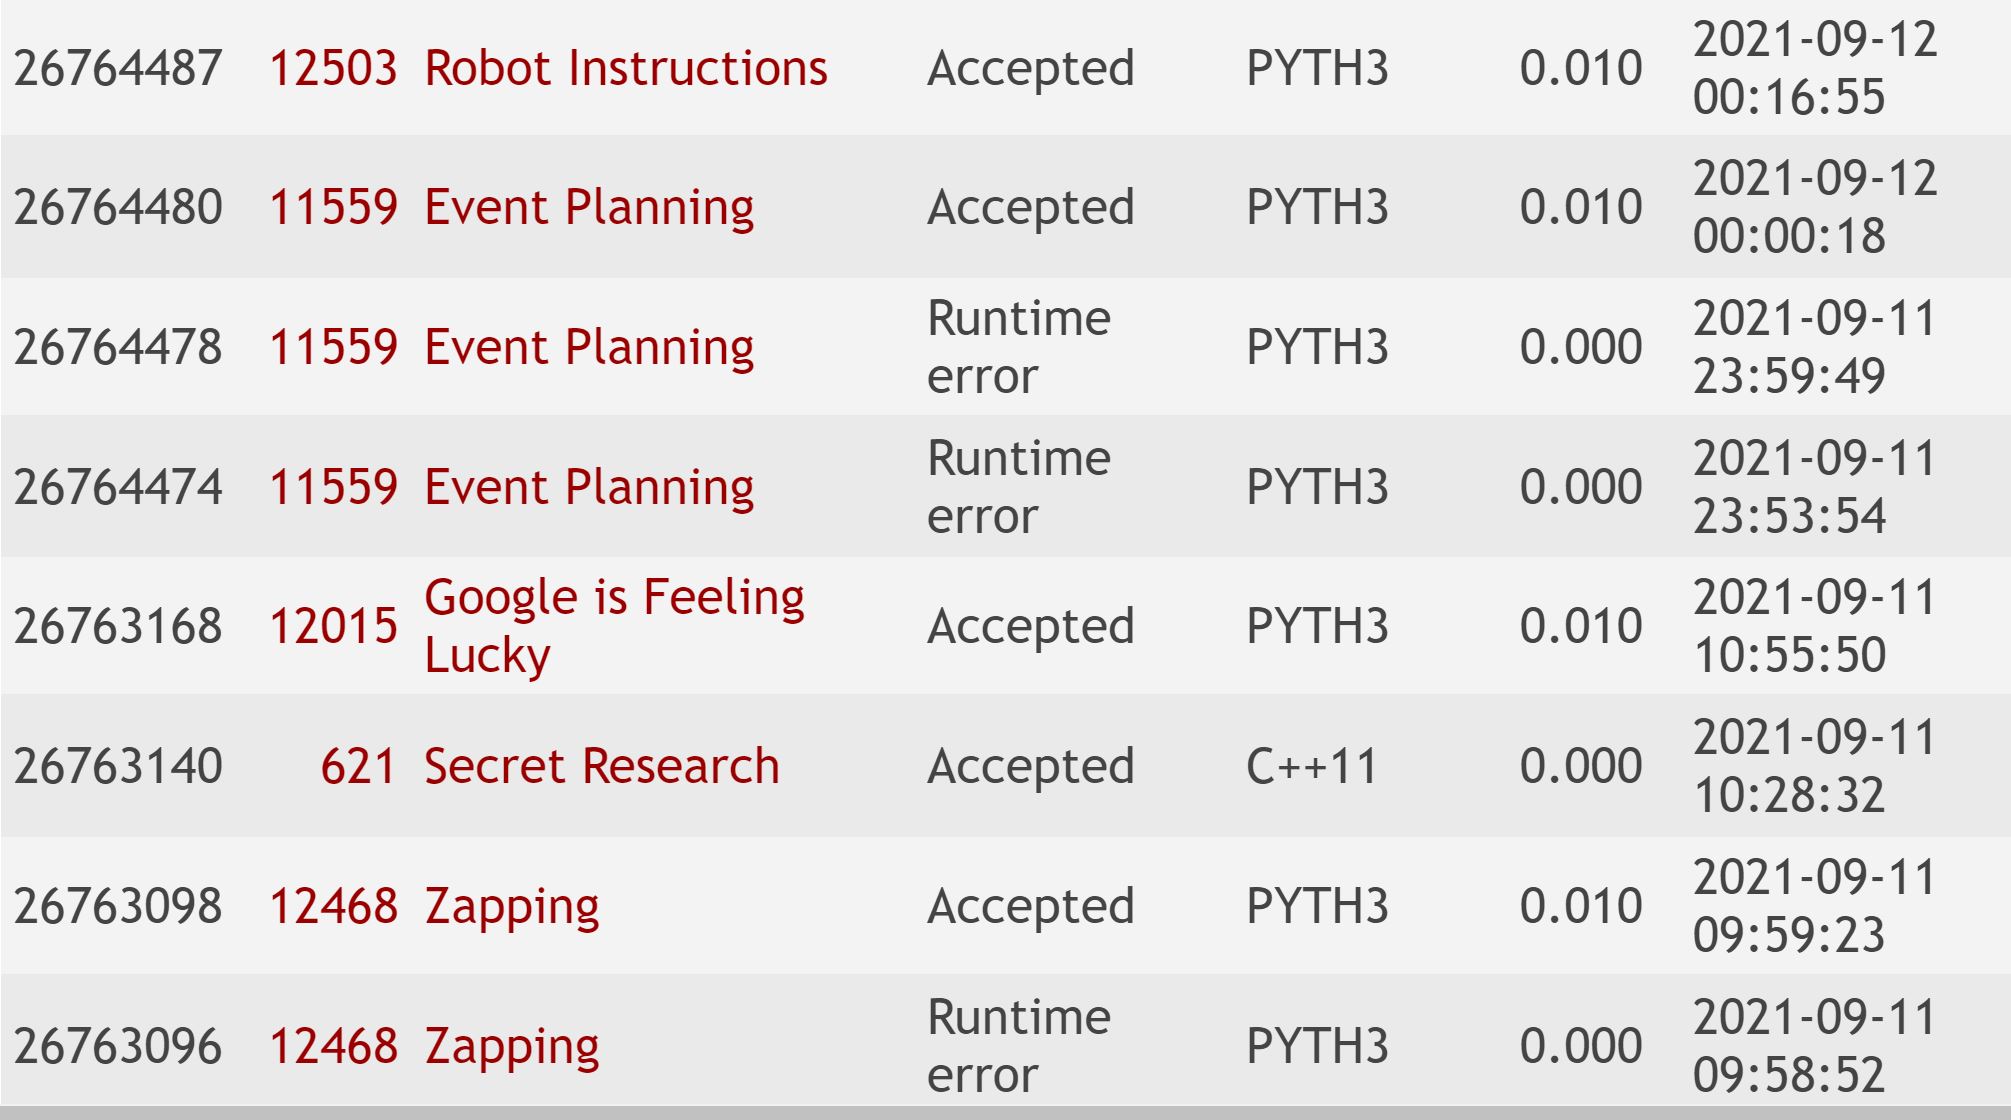 26764487 12503 Robot Instructions Accepted PYTH3 0.010 2021-09-12 00:16:55
26764480 11559 Event Planning Accepted PYTH3 0.010 2021-09-12 00:00:18
26764478 11559 Event Planning Runtime error PYTH3 0.000 2021-09-11 23:59:49
26764474 11559 Event Planning Runtime error PYTH3 0.000 2021-09-11 23:53:54
26763168 12015 Google is Feeling Lucky Accepted PYTH3 0.010 2021-09-11 10:55:50
26763140 621 Secret Research Accepted C++11 0.000 2021-09-11 10:28:32
26763098 12468 Zapping Accepted PYTH3 0.010 2021-09-11 09:59:23
26763096 12468 Zapping Runtime error PYTH3 0.000 2021-09-11 09:58:52